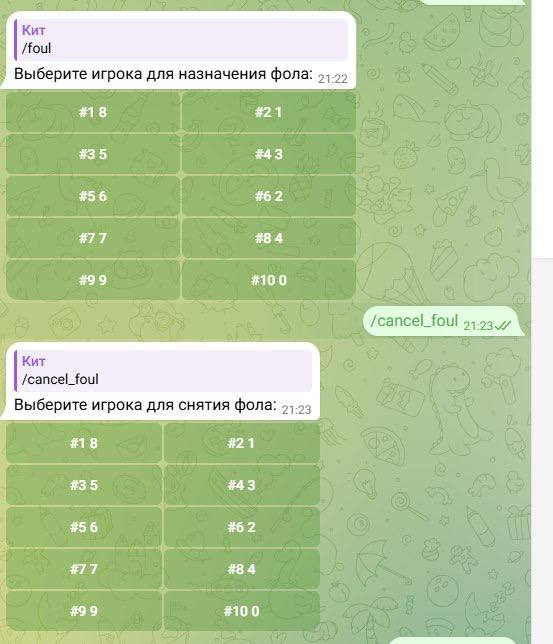 Кит
/foul
Выберите игрока для назначения фола: 21:22
#1 8 #2 1
#3 5 #4 3
#5 6 #6 2
#7 7 #8 4
#9 9 #10 0
/cancel_foul 21:23
Кит
/cancel_foul
Выберите игрока для снятия фола: 21:23
#1 8 #2 1
#3 5 #4 3
#5 6 #6 2
#7 7 #8 4
#9 9 #10 0